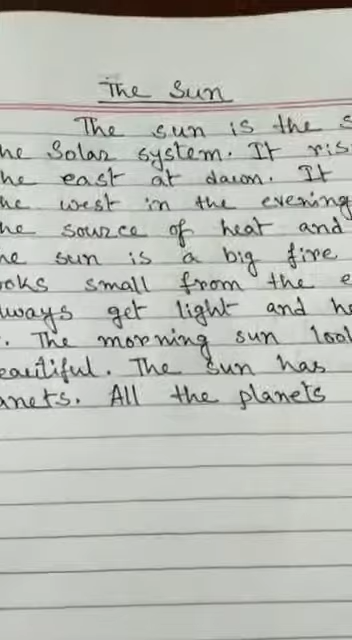 The Sun
The sun is the s
he Solar system. It ris
he east at dawn. It
he west in the evening
he source of heat and
he sun is a big fire
oks small from the e
lways get light and he
. The morning sun loo
eautiful. The Sun has
anets. All the planets